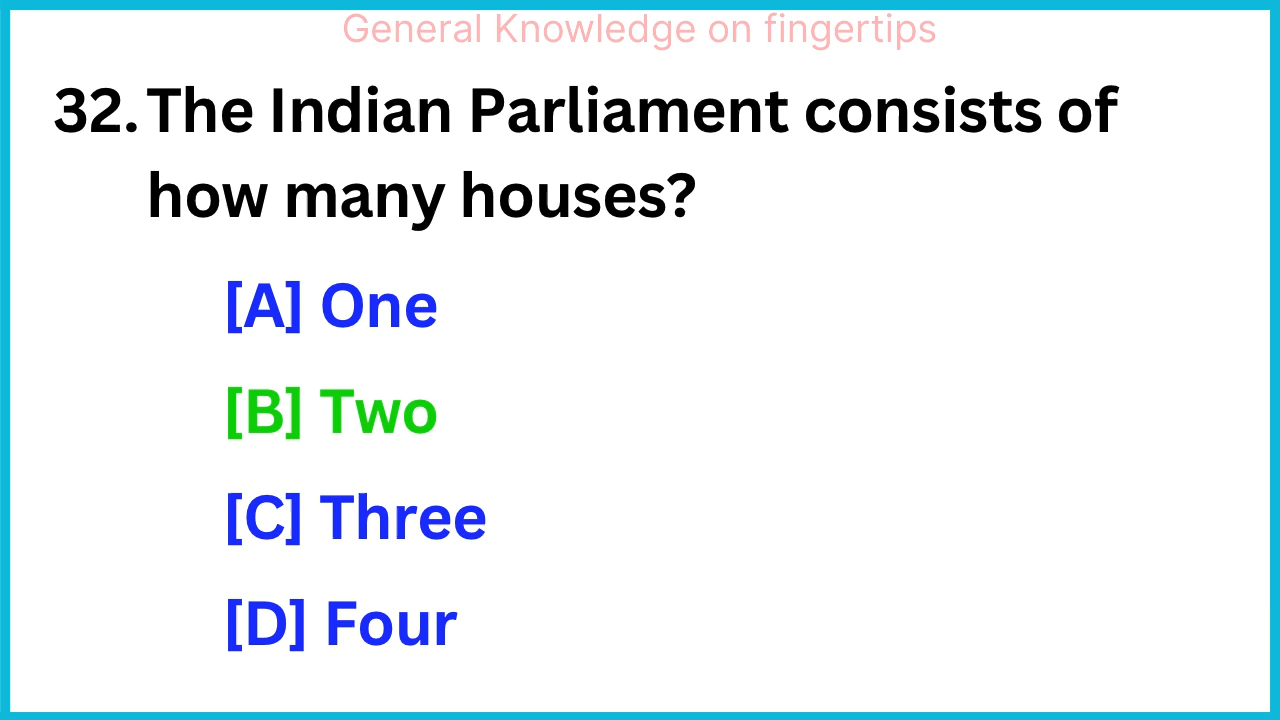 General Knowledge on fingertips
32. The Indian Parliament consists of
how many houses?
[A] One
[B] Two
[C] Three
[D] Four